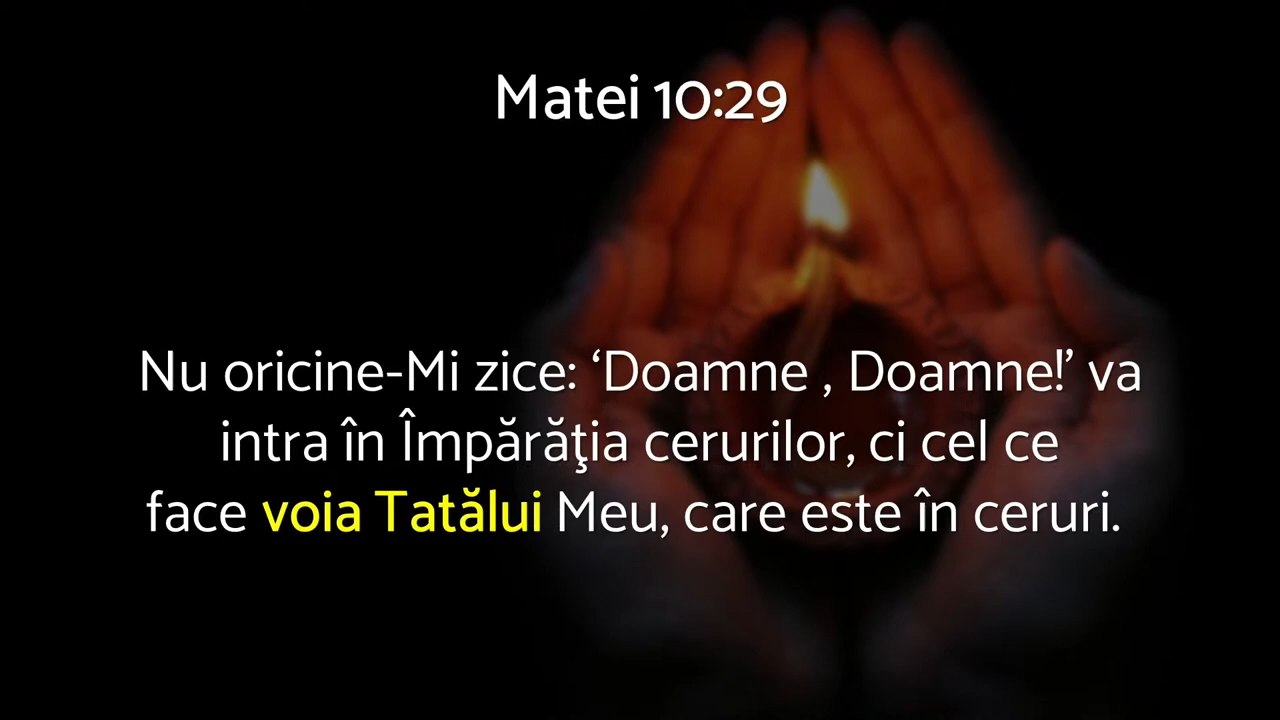 Matei 10:29
Nu oricine-Mi zice: ‘Doamne , Doamne!’ va
intra în Împărăţia cerurilor, ci cel ce
face voia Tatălui Meu, care este în ceruri.